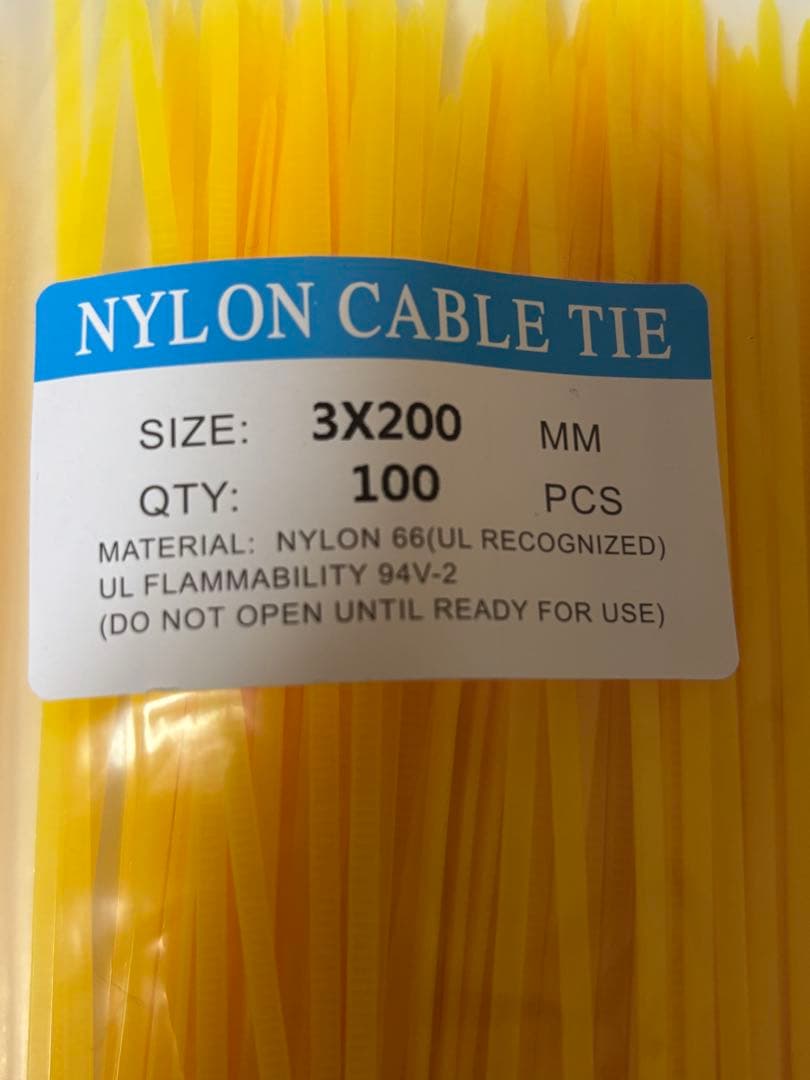 NYLON CABLE TIE
SIZE: 3X200 MM
QTY: 100 PCS
MATERIAL: NYLON 66(UL RECOGNIZED)
UL FLAMMABILITY 94V-2
(DO NOT OPEN UNTIL READY FOR USE)